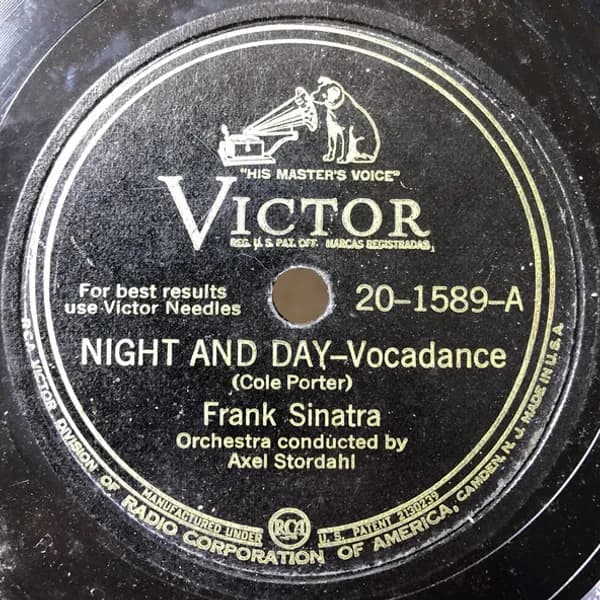 "HIS MASTER'S VOICE"
VICTOR
REG. U. S. PAT. OFF. MARCAS REGISTRADAS
For best results
use Victor Needles
20-1589-A
NIGHT AND DAY–Vocadance
(Cole Porter)
Frank Sinatra
Orchestra conducted by
Axel Stordahl
MANUFACTURED UNDER RCA U. S. PATENT 2130239
RCA VICTOR DIVISION OF RADIO CORPORATION OF AMERICA, CAMDEN, N. J. MADE IN U. S. A.